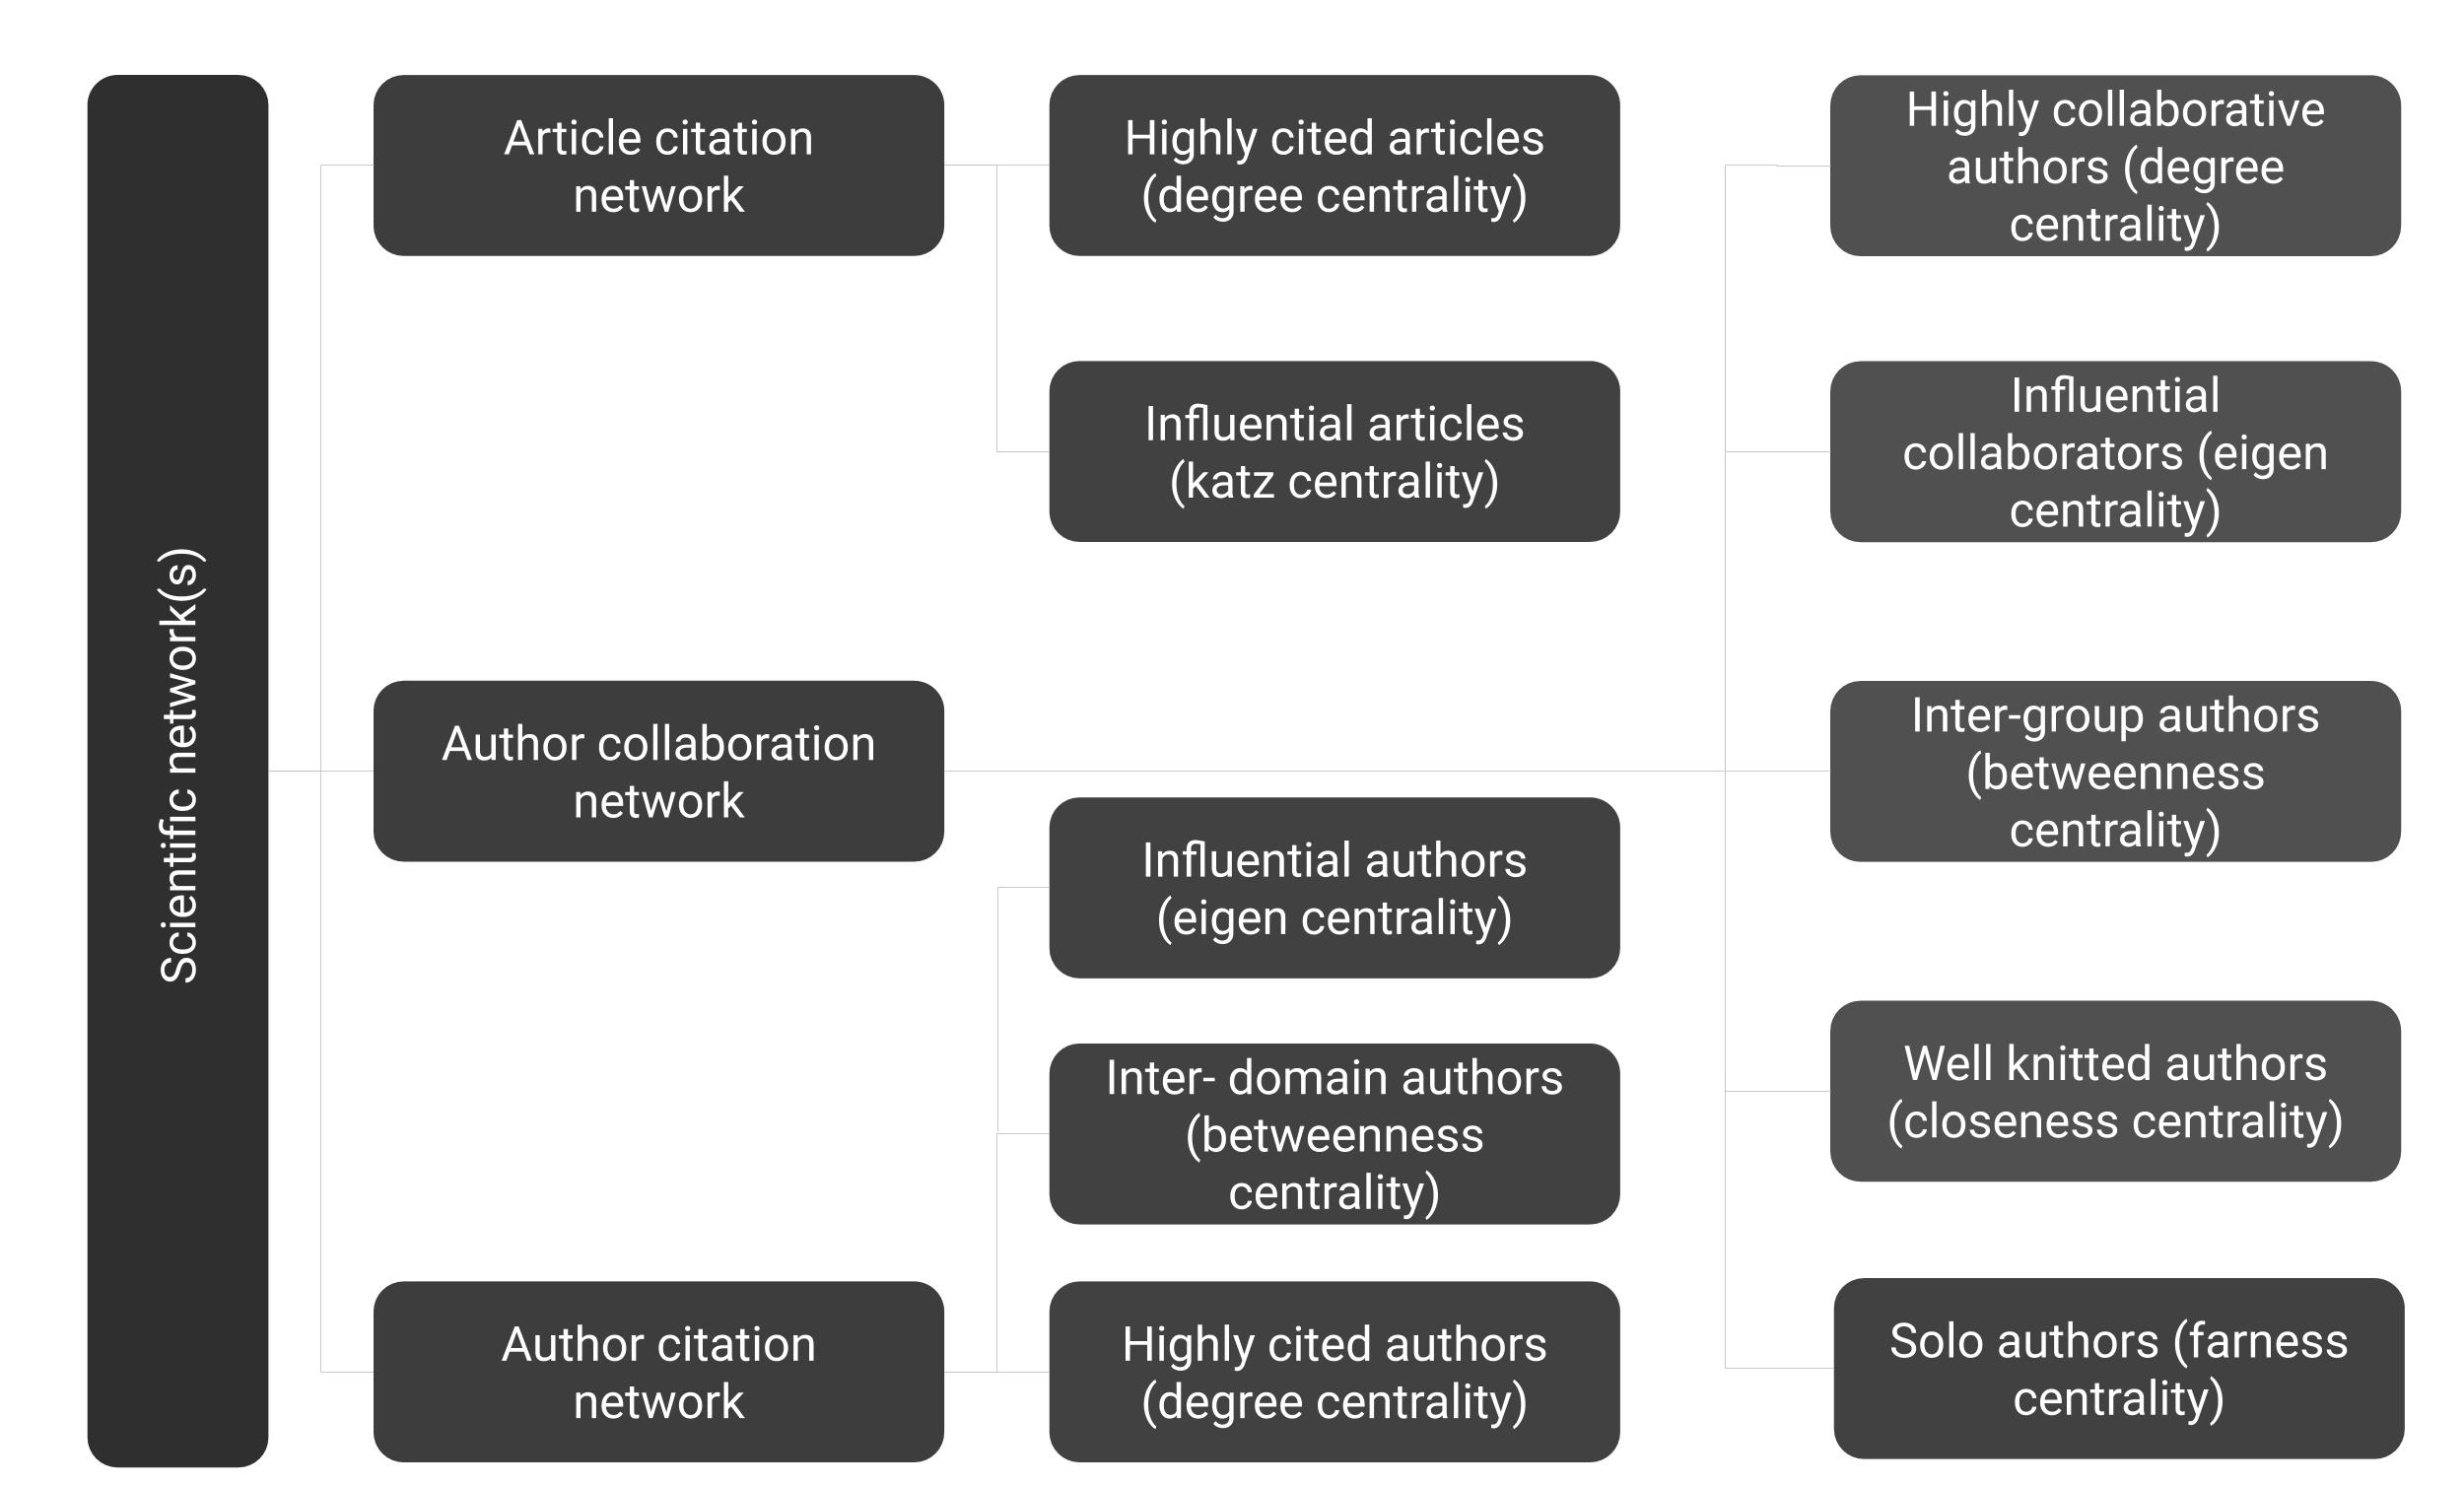 Scientific network(s)
Article citation
network
Highly cited articles
(degree centrality)
Influential articles
(katz centrality)
Author collaboration
network
Highly collaborative
authors (degree
centrality)
Influential
collaborators (eigen
centrality)
Inter-group authors
(betweenness
centrality)
Well knitted authors
(closeness centrality)
Solo authors (farness
centrality)
Author citation
network
Influential authors
(eigen centrality)
Inter- domain authors
(betweenness
centrality)
Highly cited authors
(degree centrality)